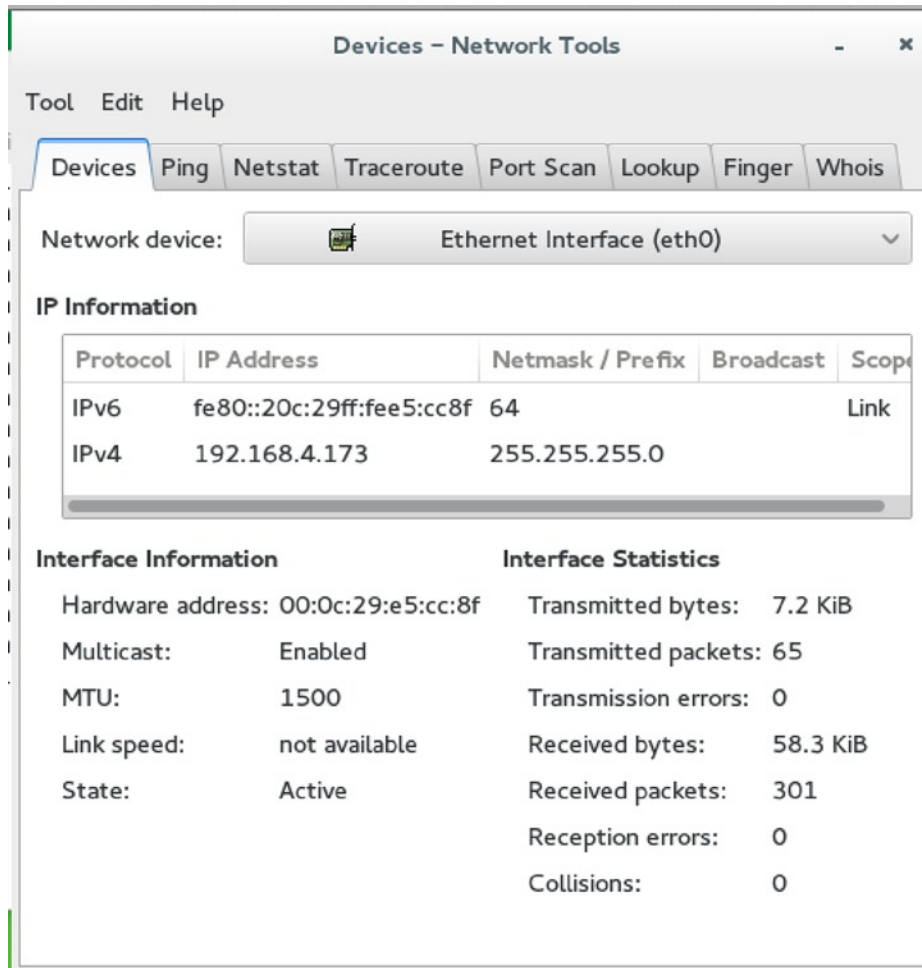 Devices – Network Tools
Tool Edit Help
Devices Ping Netstat Traceroute Port Scan Lookup Finger Whois
Network device: Ethernet Interface (eth0)
IP Information
Protocol IP Address Netmask / Prefix Broadcast Scope
IPv6 fe80::20c:29ff:fee5:cc8f 64 Link
IPv4 192.168.4.173 255.255.255.0
Interface Information
Hardware address: 00:0c:29:e5:cc:8f
Multicast: Enabled
MTU: 1500
Link speed: not available
State: Active
Interface Statistics
Transmitted bytes: 7.2 KiB
Transmitted packets: 65
Transmission errors: 0
Received bytes: 58.3 KiB
Received packets: 301
Reception errors: 0
Collisions: 0